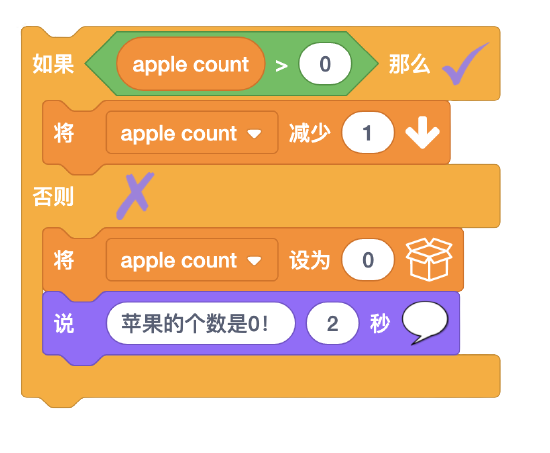 如果 apple count > 0 那么
将 apple count 减少 1
否则
将 apple count 设为 0
说 苹果的个数是0! 2 秒